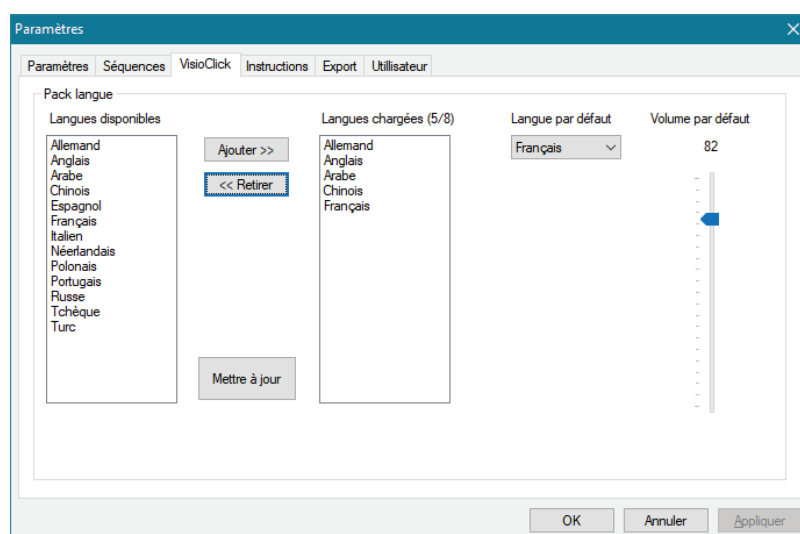 Paramètres
Paramètres Séquences VisioClick Instructions Export Utilisateur
Pack langue
Langues disponibles
Allemand
Anglais
Arabe
Chinois
Espagnol
Français
Italien
Néerlandais
Polonais
Portugais
Russe
Tchèque
Turc
Ajouter >>
<< Retirer
Mettre à jour
Langues chargées (5/8)
Allemand
Anglais
Arabe
Chinois
Français
Langue par défaut
Français
Volume par défaut
82
OK Annuler Appliquer